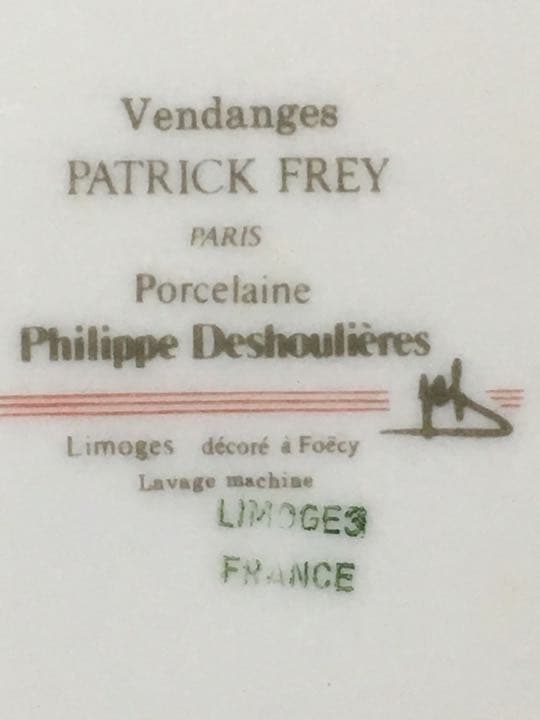 Vendanges
PATRICK FREY
PARIS
Porcelaine
Philippe Deshoulières
Limoges décoré à Foëcy
Lavage machine
LIMOGES
FRANCE